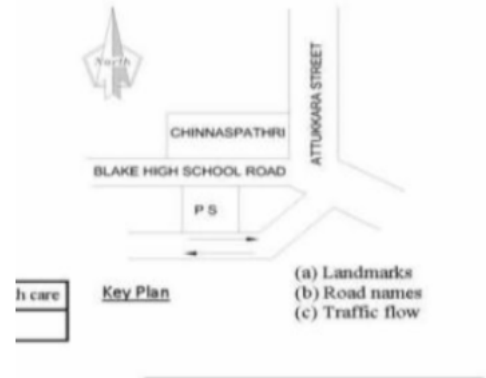 North
CHINNASPATHRI
ATTUKKARA STREET
BLAKE HIGH SCHOOL ROAD
P S
h care
Key Plan
(a) Landmarks
(b) Road names
(c) Traffic flow